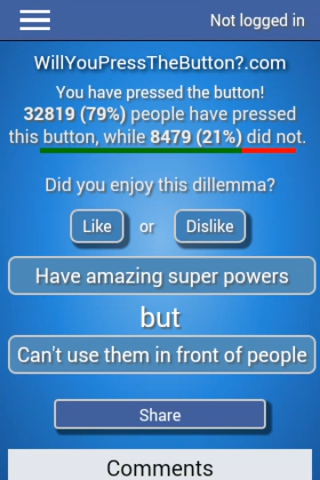 Not logged in
WillYouPressTheButton?.com
You have pressed the button!
32819 (79%) people have pressed
this button, while 8479 (21%) did not.
Did you enjoy this dillemma?
Like or Dislike
Have amazing super powers
but
Can't use them in front of people
Share
Comments